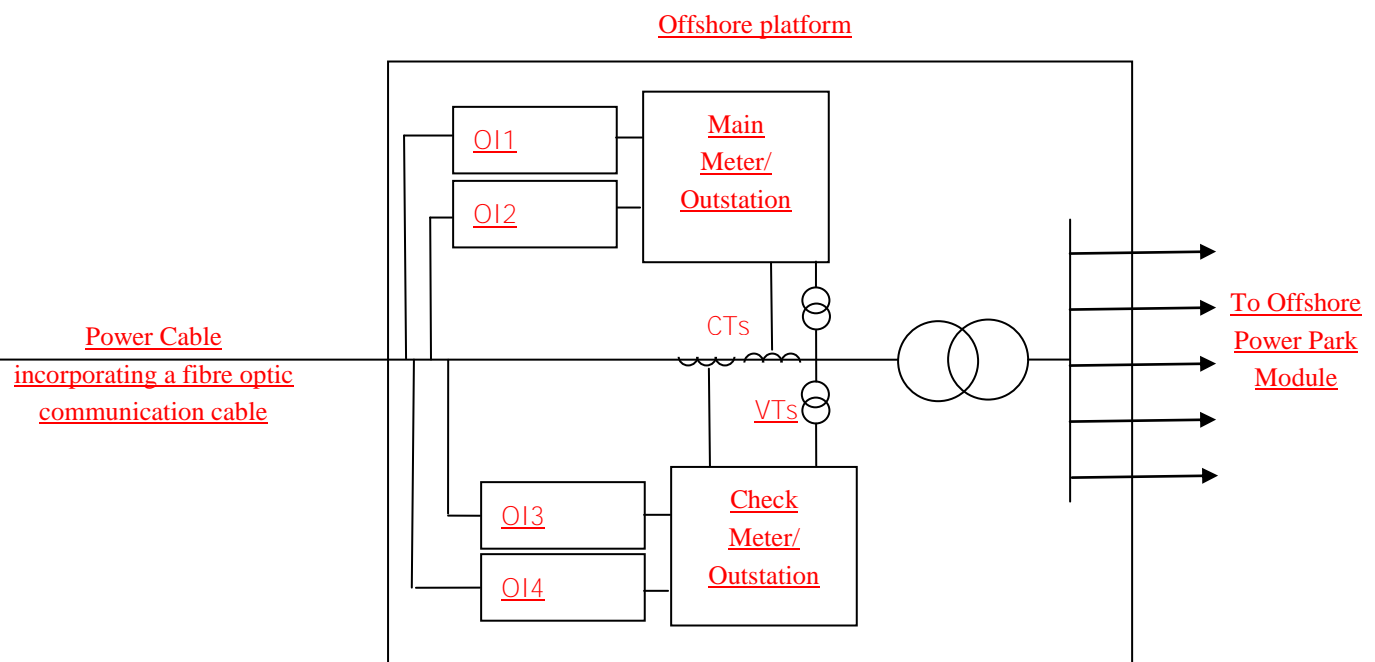 Offshore platform
OI1
OI2
Main
Meter/
Outstation
CTs
VTs
Power Cable
incorporating a fibre optic
communication cable
To Offshore
Power Park
Module
OI3
OI4
Check
Meter/
Outstation